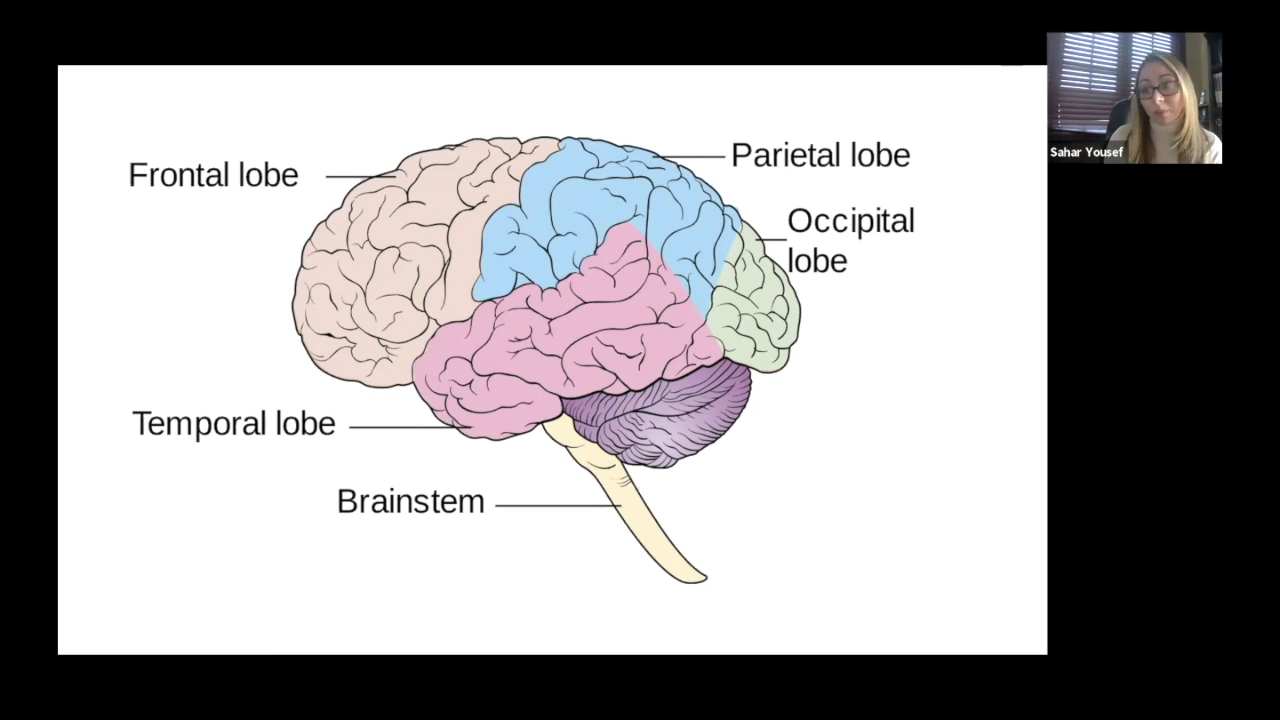 Frontal lobe
Parietal lobe
Occipital
lobe
Temporal lobe
Brainstem
Sahar Yousef